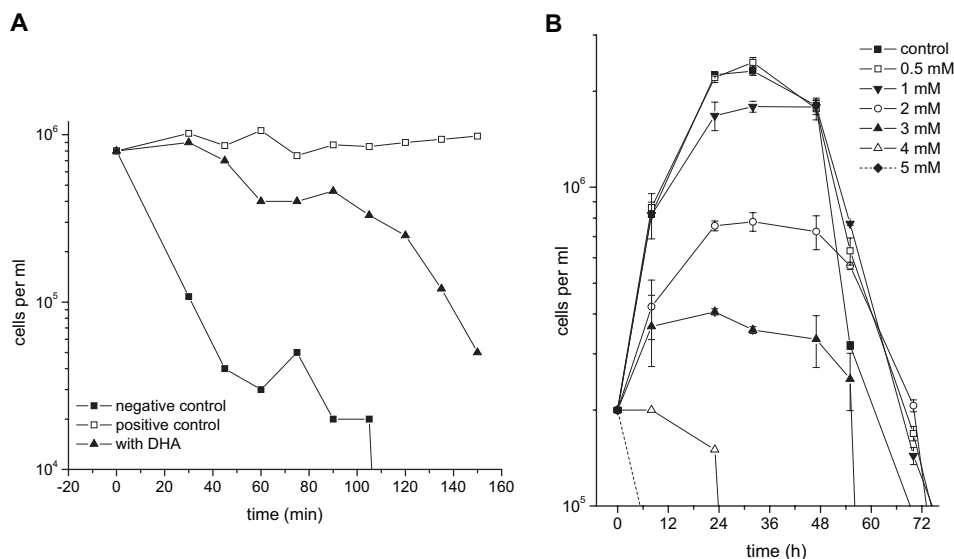 A
cells per ml
10^6
10^5
10^4
negative control
positive control
with DHA
-20 0 20 40 60 80 100 120 140 160
time (min)
B
cells per ml
10^6
10^5
control
0.5 mM
1 mM
2 mM
3 mM
4 mM
5 mM
0 12 24 36 48 60 72
time (h)